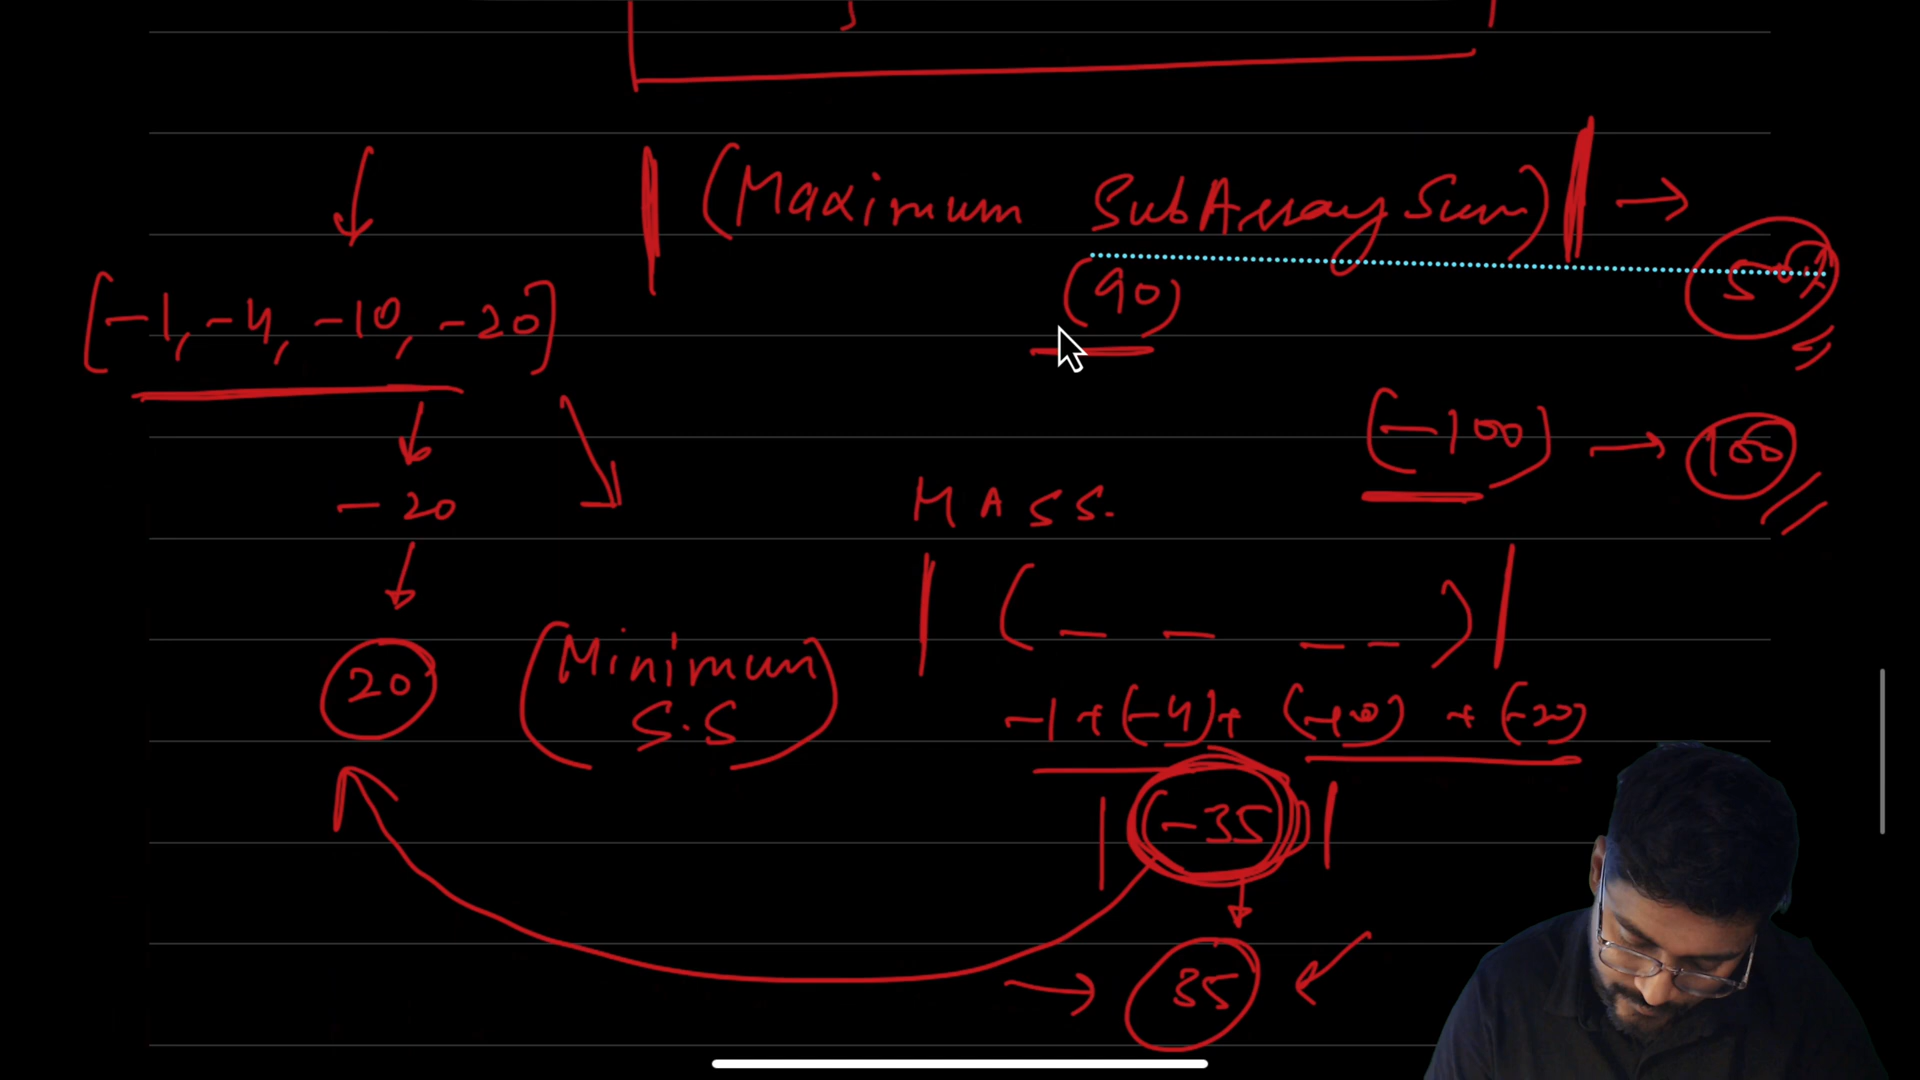 |(Maximum SubArray Sum)| →
(90)
[-1, -4, -10, -20]
(-100) → 100
-20
M A S S.
|( _ _ _ _ )|
20
(Minimum
S.S)
-1 + (-4) + (-10) + (-20)
|(-35)|
→ 35